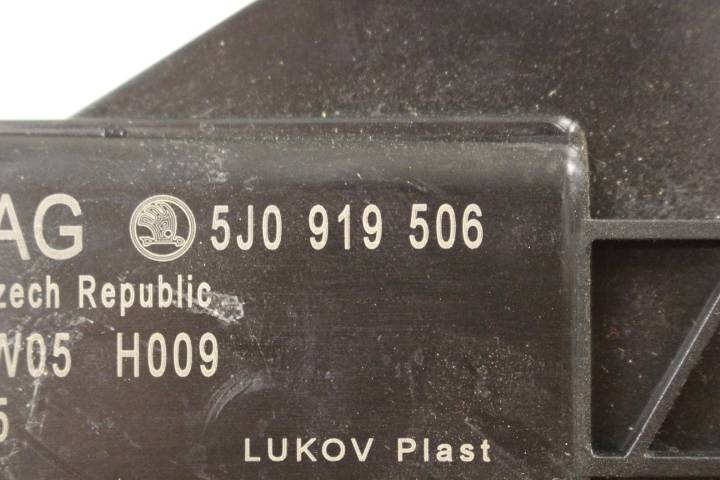 AG 5J0 919 506
zech Republic
W05 H009
5
LUKOV Plast